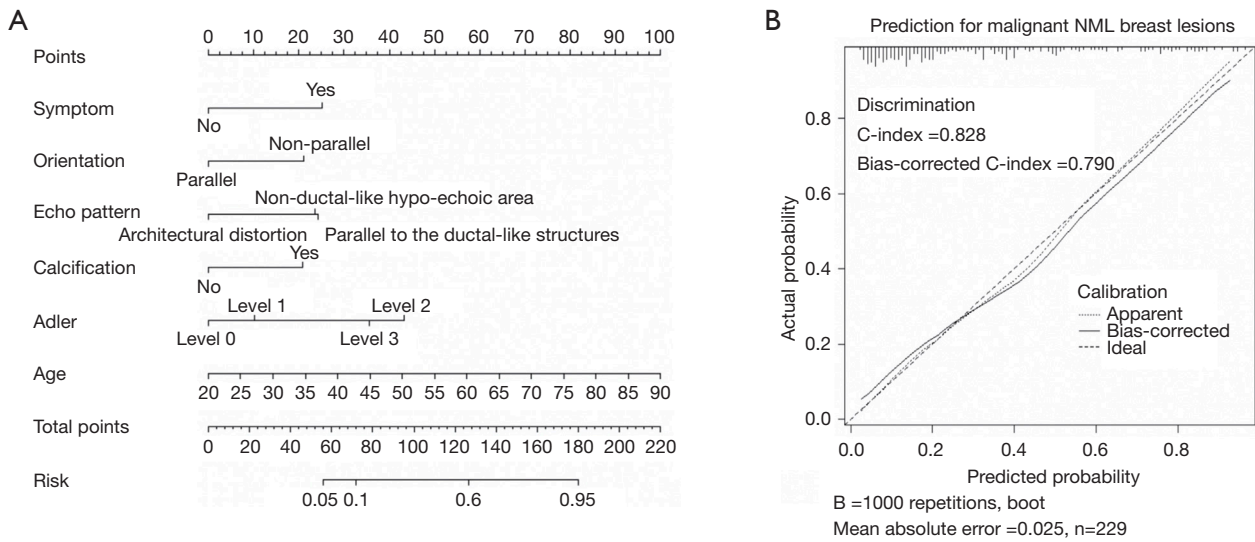 A
Points
0 10 20 30 40 50 60 70 80 90 100
Symptom
Yes
No
Orientation
Non-parallel
Parallel
Echo pattern
Non-ductal-like hypo-echoic area
Architectural distortion
Parallel to the ductal-like structures
Calcification
Yes
No
Adler
Level 1
Level 2
Level 0
Level 3
Age
20 25 30 35 40 45 50 55 60 65 70 75 80 85 90
Total points
0 20 40 60 80 100 120 140 160 180 200 220
Risk
0.05 0.1 0.6 0.95
B
Prediction for malignant NML breast lesions
Discrimination
C-index =0.828
Bias-corrected C-index =0.790
Actual probability
0.8
0.6
0.4
0.2
0.0
Calibration
Apparent
Bias-corrected
Ideal
0.0 0.2 0.4 0.6 0.8
Predicted probability
B =1000 repetitions, boot
Mean absolute error =0.025, n=229